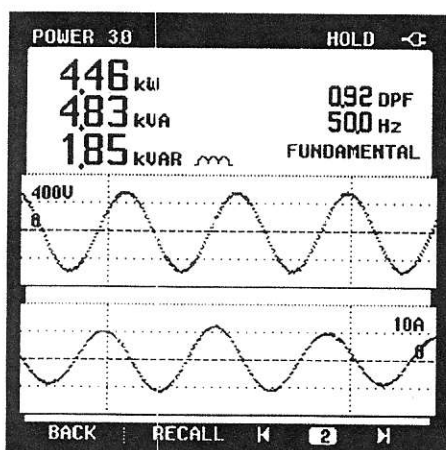 POWER 3Ø HOLD
4.46 kW
0.92 DPF
4.83 kVA
50.0 Hz
1.85 kVAR
FUNDAMENTAL
400V
0
10A
0
BACK RECALL 2